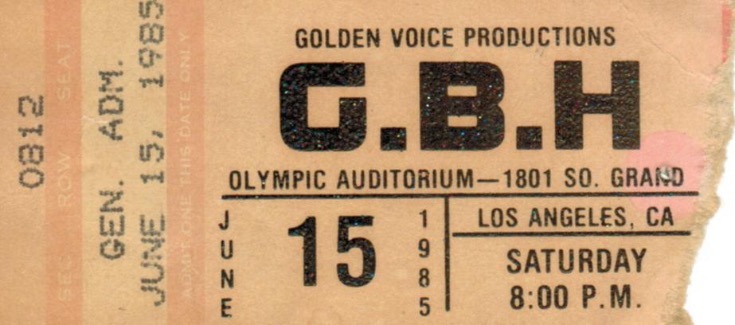 0812
ROW SEAT
GEN. ADM.
JUNE 15, 1985
ADMIT ONE THIS DATE ONLY
GOLDEN VOICE PRODUCTIONS
G.B.H
OLYMPIC AUDITORIUM—1801 SO. GRAND
JUNE
15
1985
LOS ANGELES, CA
SATURDAY
8:00 P.M.